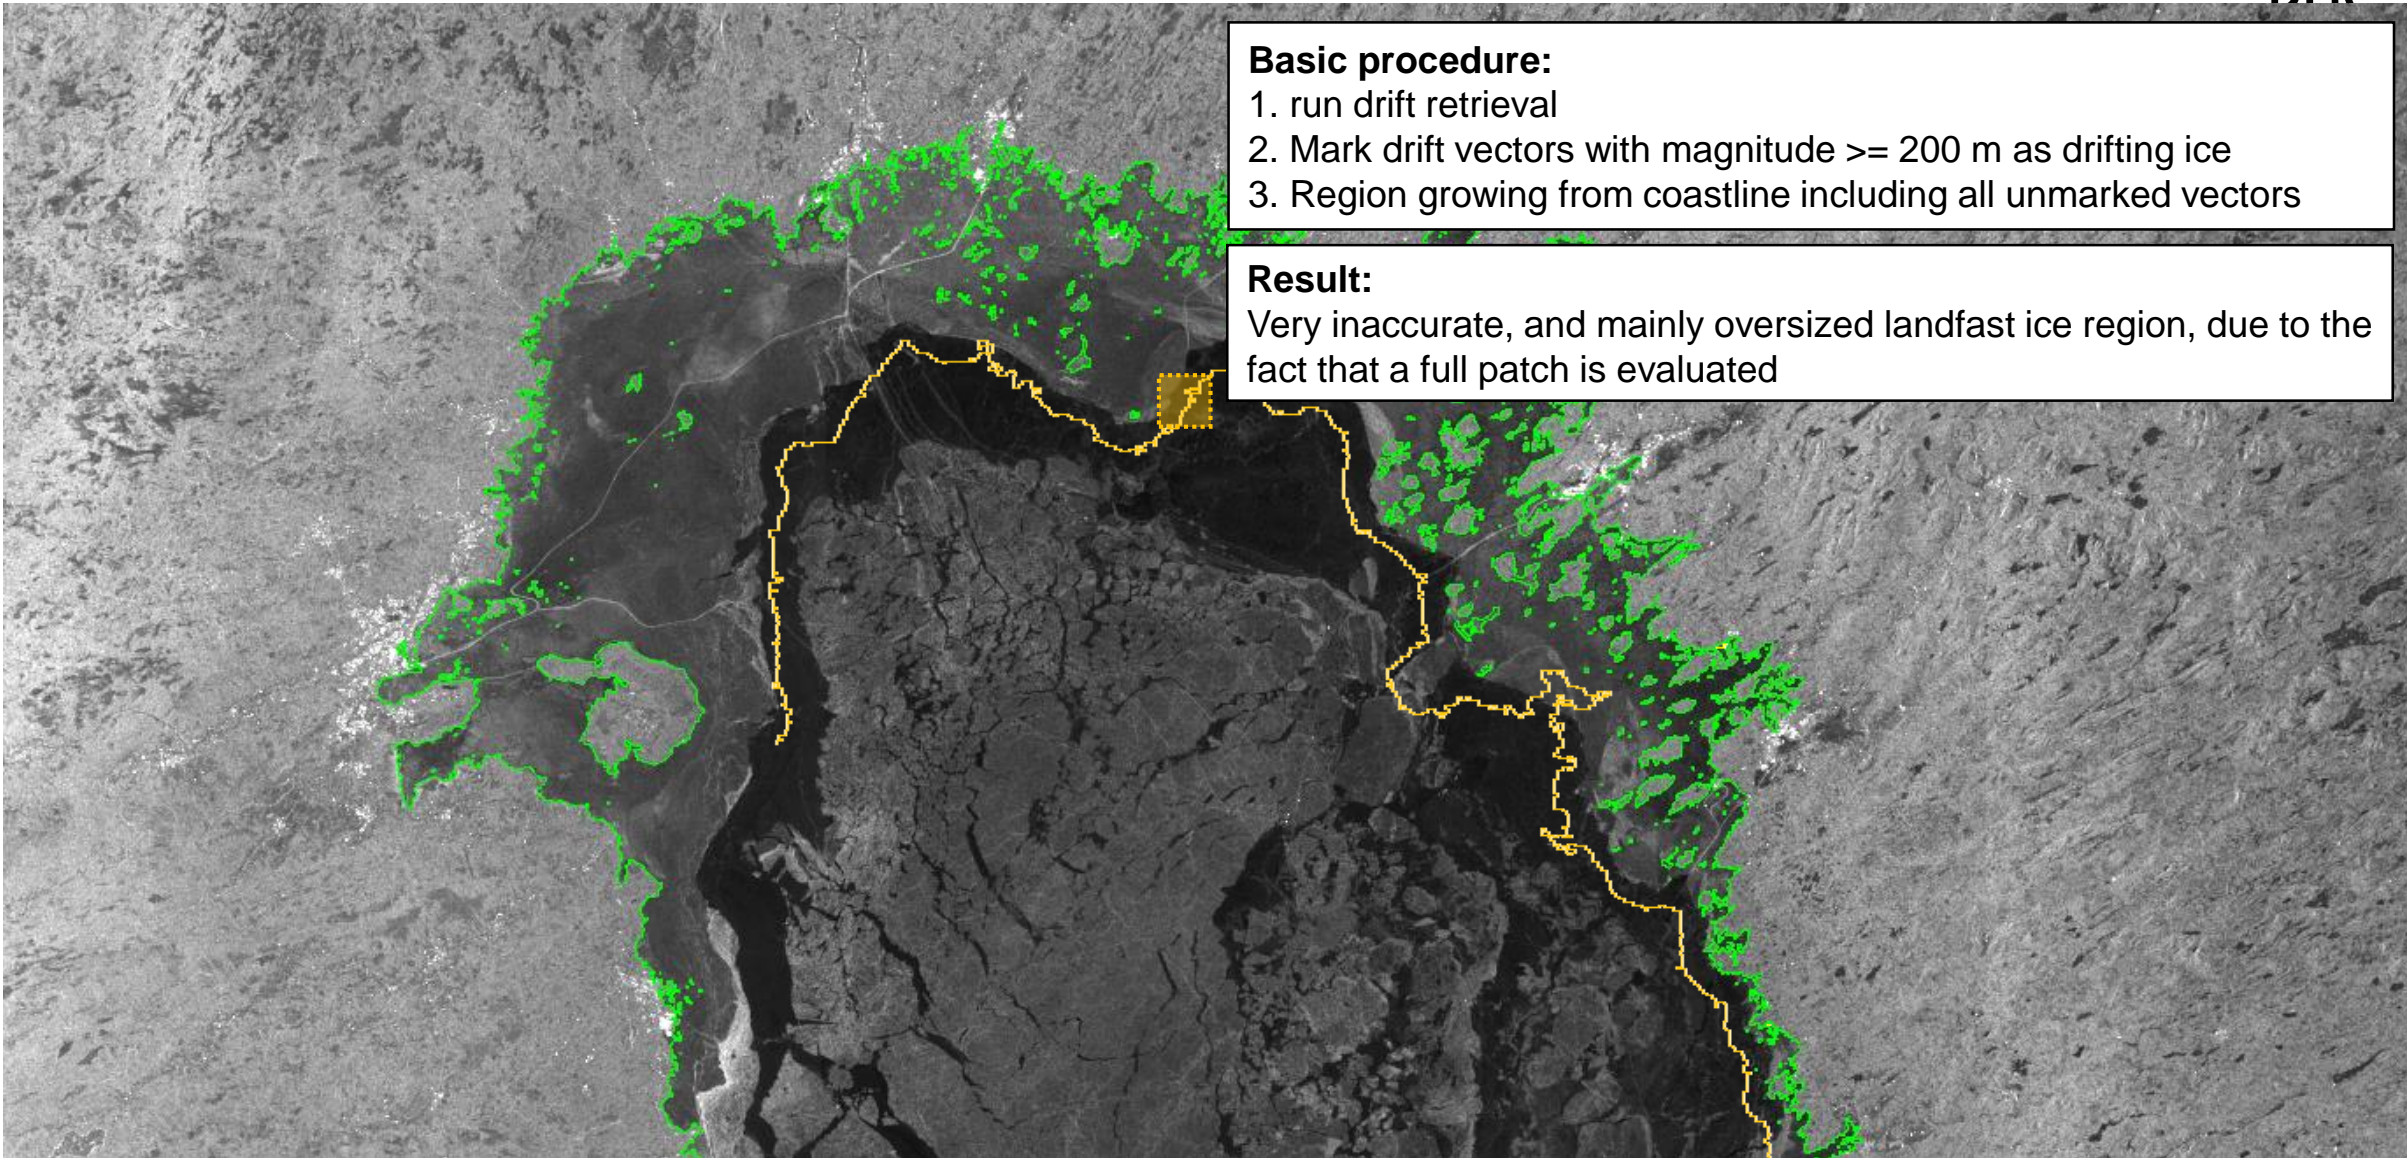 Basic procedure:
1. run drift retrieval
2. Mark drift vectors with magnitude >= 200 m as drifting ice
3. Region growing from coastline including all unmarked vectors
Result:
Very inaccurate, and mainly oversized landfast ice region, due to the
fact that a full patch is evaluated